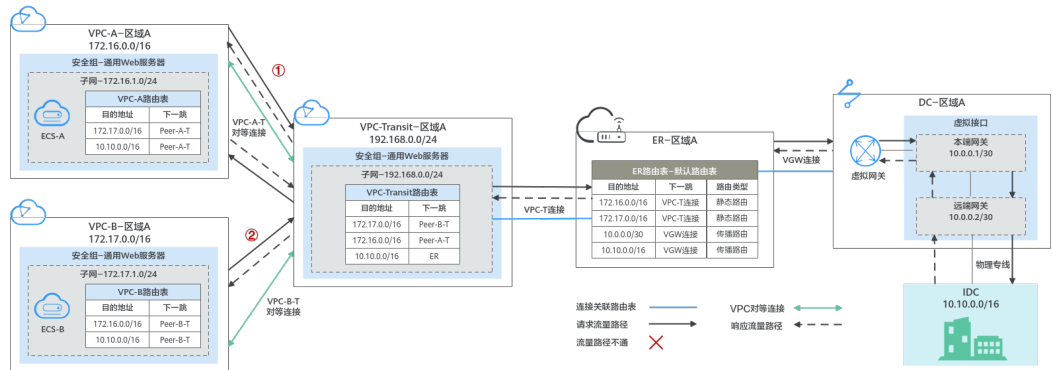 VPC-A-区域A
172.16.0.0/16
安全组-通用Web服务器
子网-172.16.1.0/24
ECS-A
VPC-A路由表
目的地址 下一跳
172.17.0.0/16 Peer-A-T
10.10.0.0/16 Peer-A-T
①
VPC-A-T
对等连接
VPC-B-区域A
172.17.0.0/16
安全组-通用Web服务器
子网-172.17.1.0/24
ECS-B
VPC-B路由表
目的地址 下一跳
172.16.0.0/16 Peer-B-T
10.10.0.0/16 Peer-B-T
②
VPC-B-T
对等连接
VPC-Transit-区域A
192.168.0.0/24
安全组-通用Web服务器
子网-192.168.0.0/24
VPC-Transit路由表
目的地址 下一跳
172.17.0.0/16 Peer-B-T
172.16.0.0/16 Peer-A-T
10.10.0.0/16 ER
VPC-T连接
ER-区域A
ER路由表-默认路由表
目的地址 下一跳 路由类型
172.16.0.0/16 VPC-T连接 静态路由
172.17.0.0/16 VPC-T连接 静态路由
10.0.0.0/30 VGW连接 传播路由
10.10.0.0/16 VGW连接 传播路由
VGW连接
DC-区域A
虚拟网关
虚拟接口
本端网关
10.0.0.1/30
远端网关
10.0.0.2/30
物理专线
IDC
10.10.0.0/16
连接关联路由表
请求流量路径
流量路径不通
VPC对等连接
响应流量路径